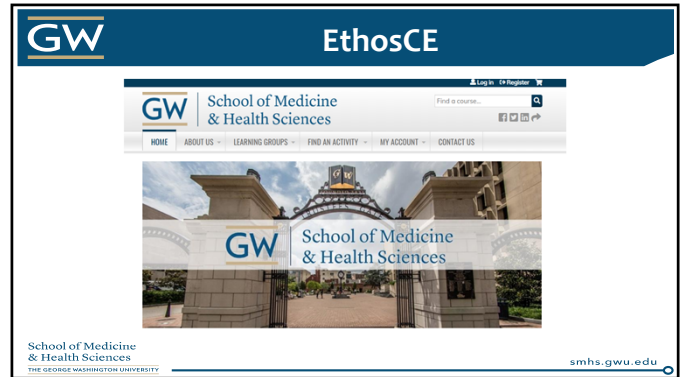 GW
EthosCE
Log in Register
GW School of Medicine
& Health Sciences
Find a course...
HOME ABOUT US LEARNING GROUPS FIND AN ACTIVITY MY ACCOUNT CONTACT US
GW
GW School of Medicine
& Health Sciences
School of Medicine
& Health Sciences
THE GEORGE WASHINGTON UNIVERSITY
smhs.gwu.edu